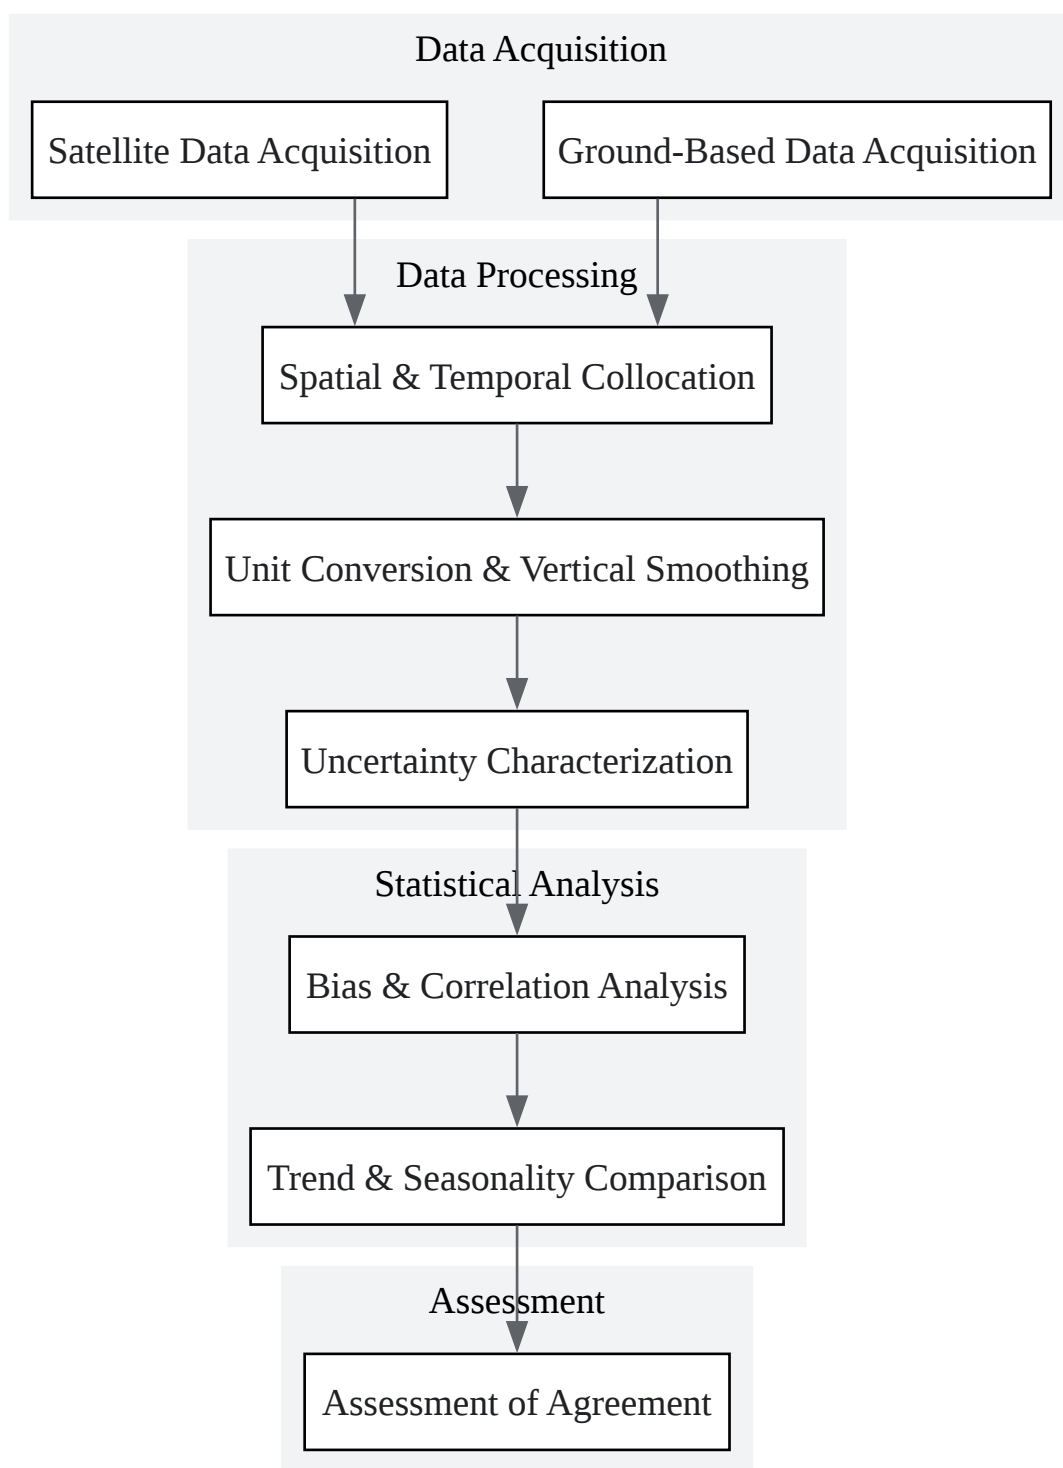 Data Acquisition
Satellite Data Acquisition
Ground-Based Data Acquisition
Data Processing
Spatial & Temporal Collocation
Unit Conversion & Vertical Smoothing
Uncertainty Characterization
Statistical Analysis
Bias & Correlation Analysis
Trend & Seasonality Comparison
Assessment
Assessment of Agreement